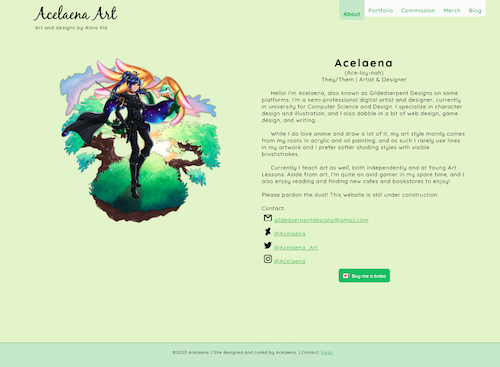 Acelaena Art
Art and designs by Alina Xia
About
Portfolio
Commission
Merch
Blog
Acelaena
(Ace-lay-nah)
They/Them | Artist & Designer
Hello! I'm Acelaena, also known as Gildedserpent Designs on some
platforms. I'm a semi-professional digital artist and designer, currently
in university for Computer Science and Design. I specialize in character
design and illustration, and I also dabble in a bit of web design, game
design, and writing.
While I do love anime and draw a lot of it, my art style mainly comes
from my roots in acrylic and oil painting, and as such I rarely use lines
in my artwork and I prefer softer shading styles with visible
brushstrokes.
Currently I teach art as well, both independently and at Young Art
Lessons. Aside from art, I'm quite an avid gamer in my spare time, and I
also enjoy reading and finding new cafes and bookstores to enjoy!
Please pardon the dust! This website is still under construction.
Contact:
gildedserpentdesigns@gmail.com
@Acelaena
@Acelaena_Art
@Acelaena
Buy me a boba
©2020 Acelaena. | Site designed and coded by Acelaena. | Contact: Email